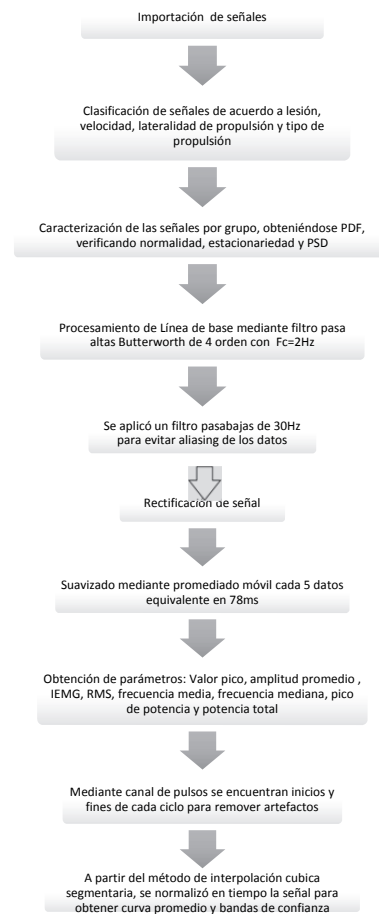 Importación de señales
Clasificación de señales de acuerdo a lesión,
velocidad, lateralidad de propulsión y tipo de
propulsión
Caracterización de las señales por grupo, obteniéndose PDF,
verificando normalidad, estacionariedad y PSD
Procesamiento de Línea de base mediante filtro pasa
altas Butterworth de 4 orden con Fc=2Hz
Se aplicó un filtro pasabajas de 30Hz
para evitar aliasing de los datos
Rectificación de señal
Suavizado mediante promediado móvil cada 5 datos
equivalente en 78ms
Obtención de parámetros: Valor pico, amplitud promedio ,
IEMG, RMS, frecuencia media, frecuencia mediana, pico
de potencia y potencia total
Mediante canal de pulsos se encuentran inicios y
fines de cada ciclo para remover artefactos
A partir del método de interpolación cubica
segmentaria, se normalizó en tiempo la señal para
obtener curva promedio y bandas de confianza